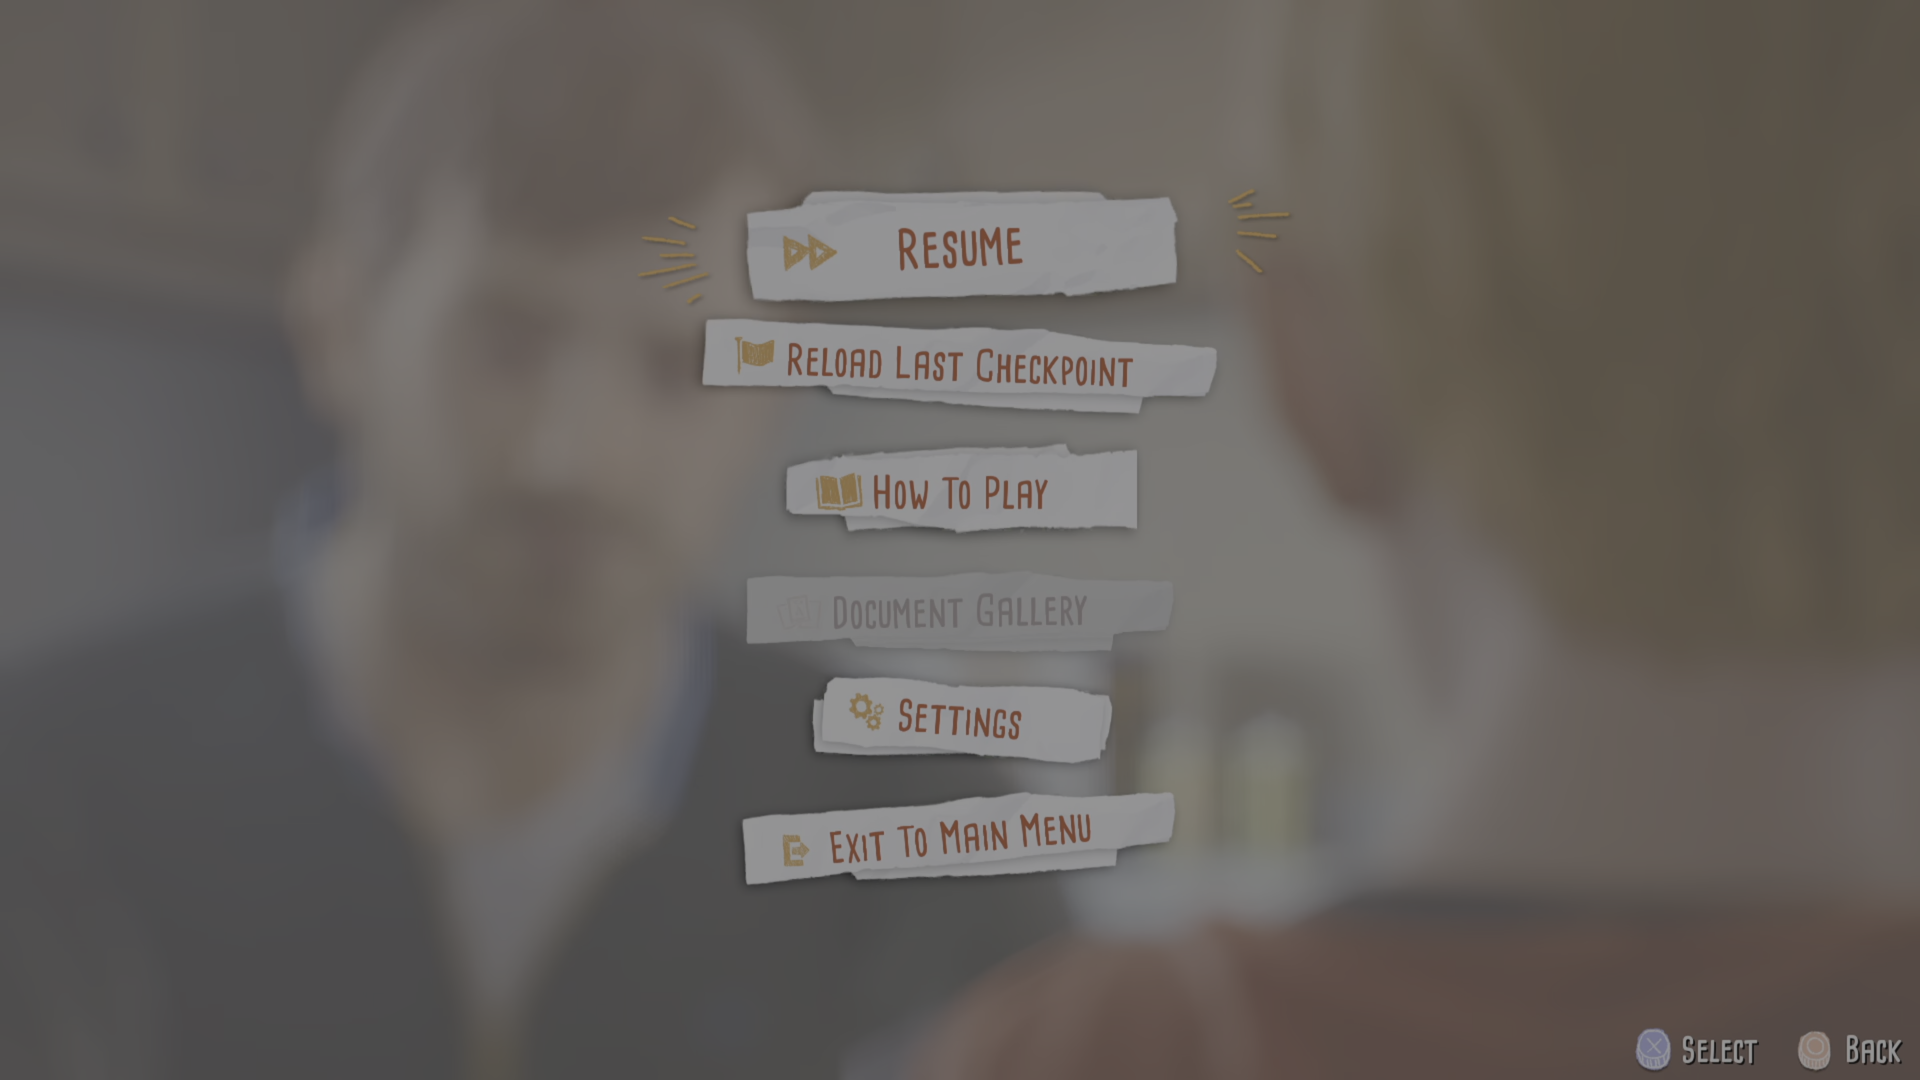 Resume
Reload Last Checkpoint
How To Play
Document Gallery
Settings
Exit To Main Menu
Select
Back